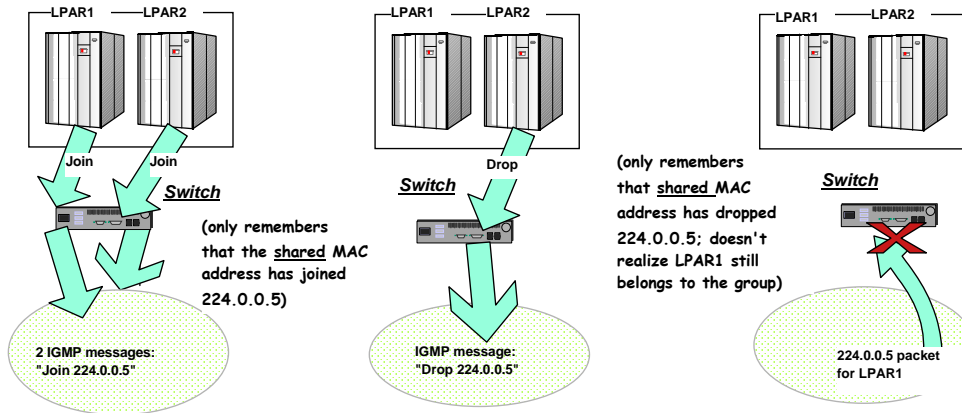 LPAR1 LPAR2
Join Join
Switch
(only remembers
that the shared MAC
address has joined
224.0.0.5)
2 IGMP messages:
"Join 224.0.0.5"
LPAR1 LPAR2
Drop
Switch
(only remembers
that shared MAC
address has dropped
224.0.0.5; doesn't
realize LPAR1 still
belongs to the group)
IGMP message:
"Drop 224.0.0.5"
LPAR1 LPAR2
Switch
224.0.0.5 packet
for LPAR1